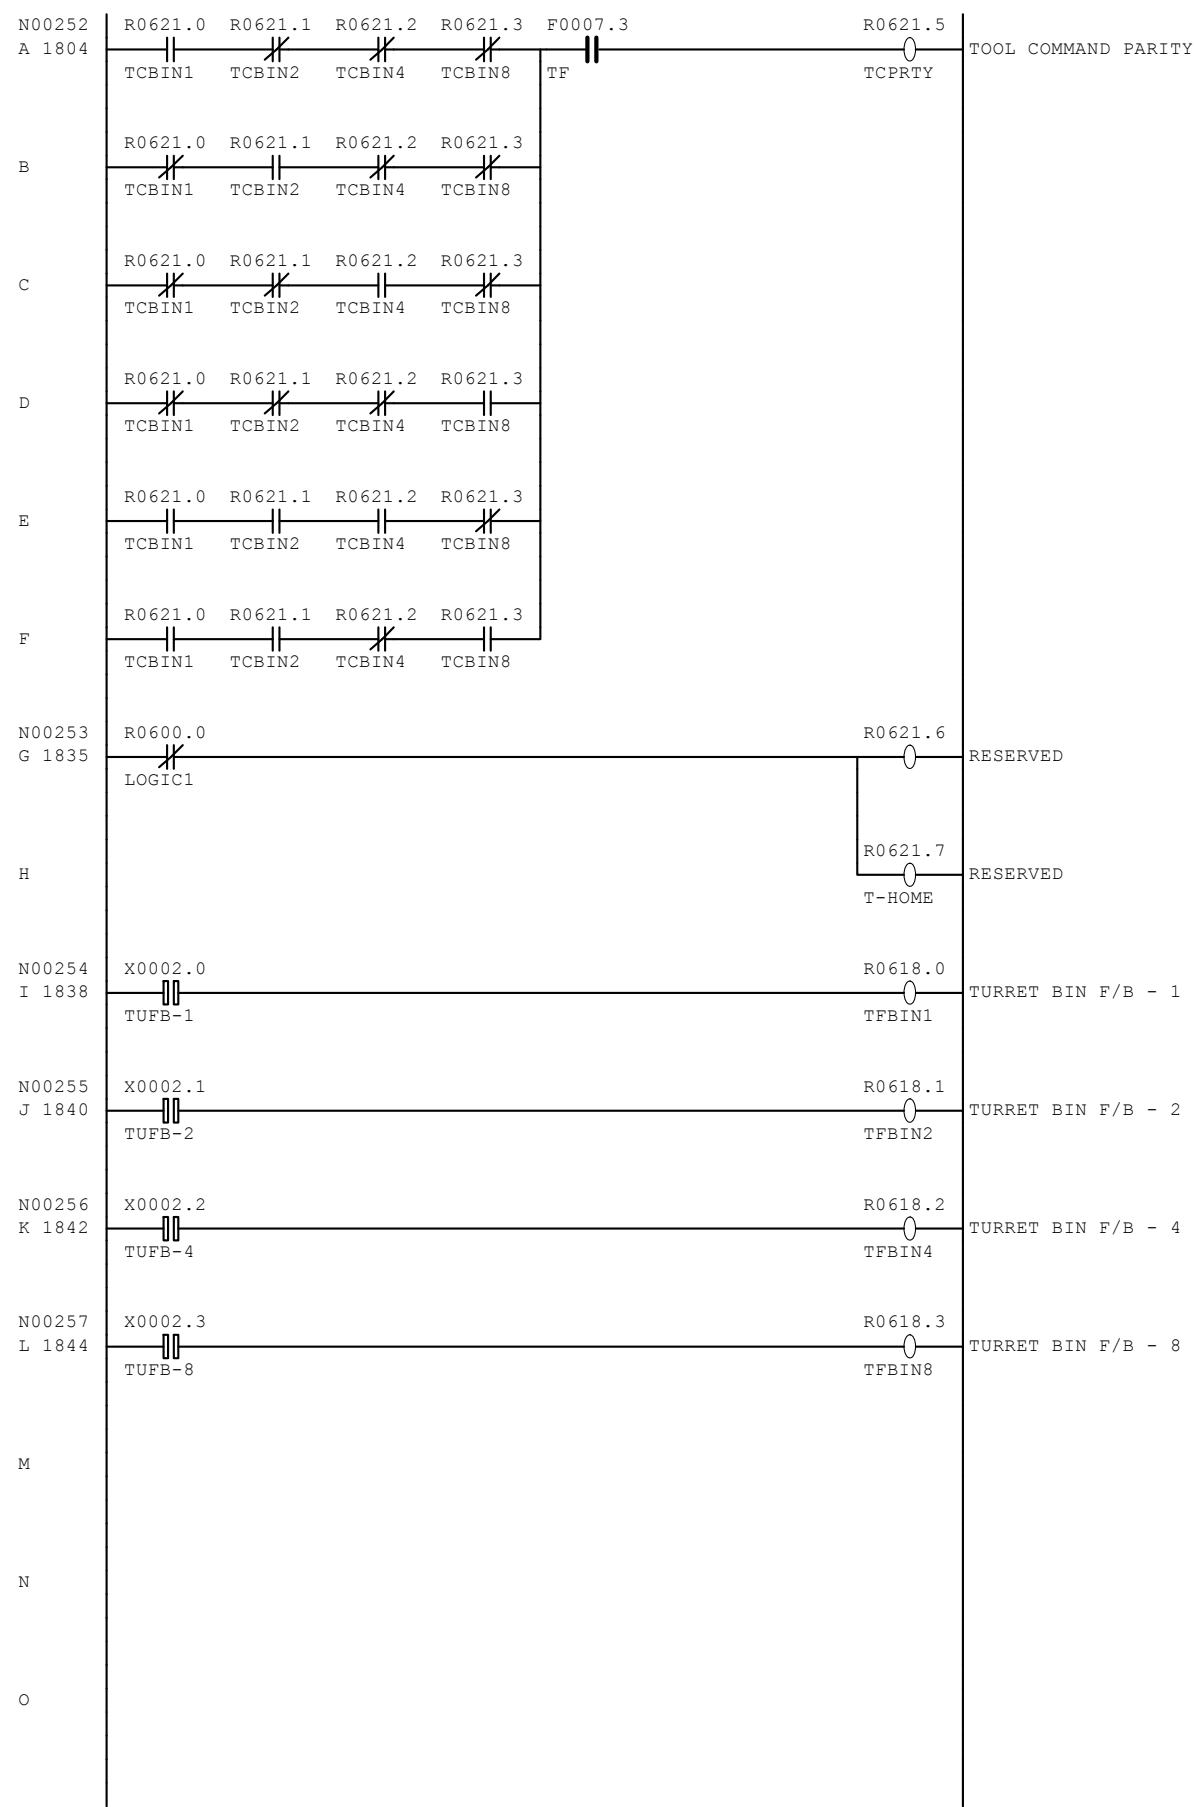 N00252 R0621.0 R0621.1 R0621.2 R0621.3 F0007.3 R0621.5
A 1804 TOOL COMMAND PARITY
TCBIN1 TCBIN2 TCBIN4 TCBIN8 TF TCPRTY
R0621.0 R0621.1 R0621.2 R0621.3
B
TCBIN1 TCBIN2 TCBIN4 TCBIN8
R0621.0 R0621.1 R0621.2 R0621.3
C
TCBIN1 TCBIN2 TCBIN4 TCBIN8
R0621.0 R0621.1 R0621.2 R0621.3
D
TCBIN1 TCBIN2 TCBIN4 TCBIN8
R0621.0 R0621.1 R0621.2 R0621.3
E
TCBIN1 TCBIN2 TCBIN4 TCBIN8
R0621.0 R0621.1 R0621.2 R0621.3
F
TCBIN1 TCBIN2 TCBIN4 TCBIN8
N00253 R0600.0 R0621.6
G 1835 RESERVED
LOGIC1
R0621.7
H RESERVED
T-HOME
N00254 X0002.0 R0618.0
I 1838 TURRET BIN F/B - 1
TUFB-1 TFBIN1
N00255 X0002.1 R0618.1
J 1840 TURRET BIN F/B - 2
TUFB-2 TFBIN2
N00256 X0002.2 R0618.2
K 1842 TURRET BIN F/B - 4
TUFB-4 TFBIN4
N00257 X0002.3 R0618.3
L 1844 TURRET BIN F/B - 8
TUFB-8 TFBIN8
M
N
O